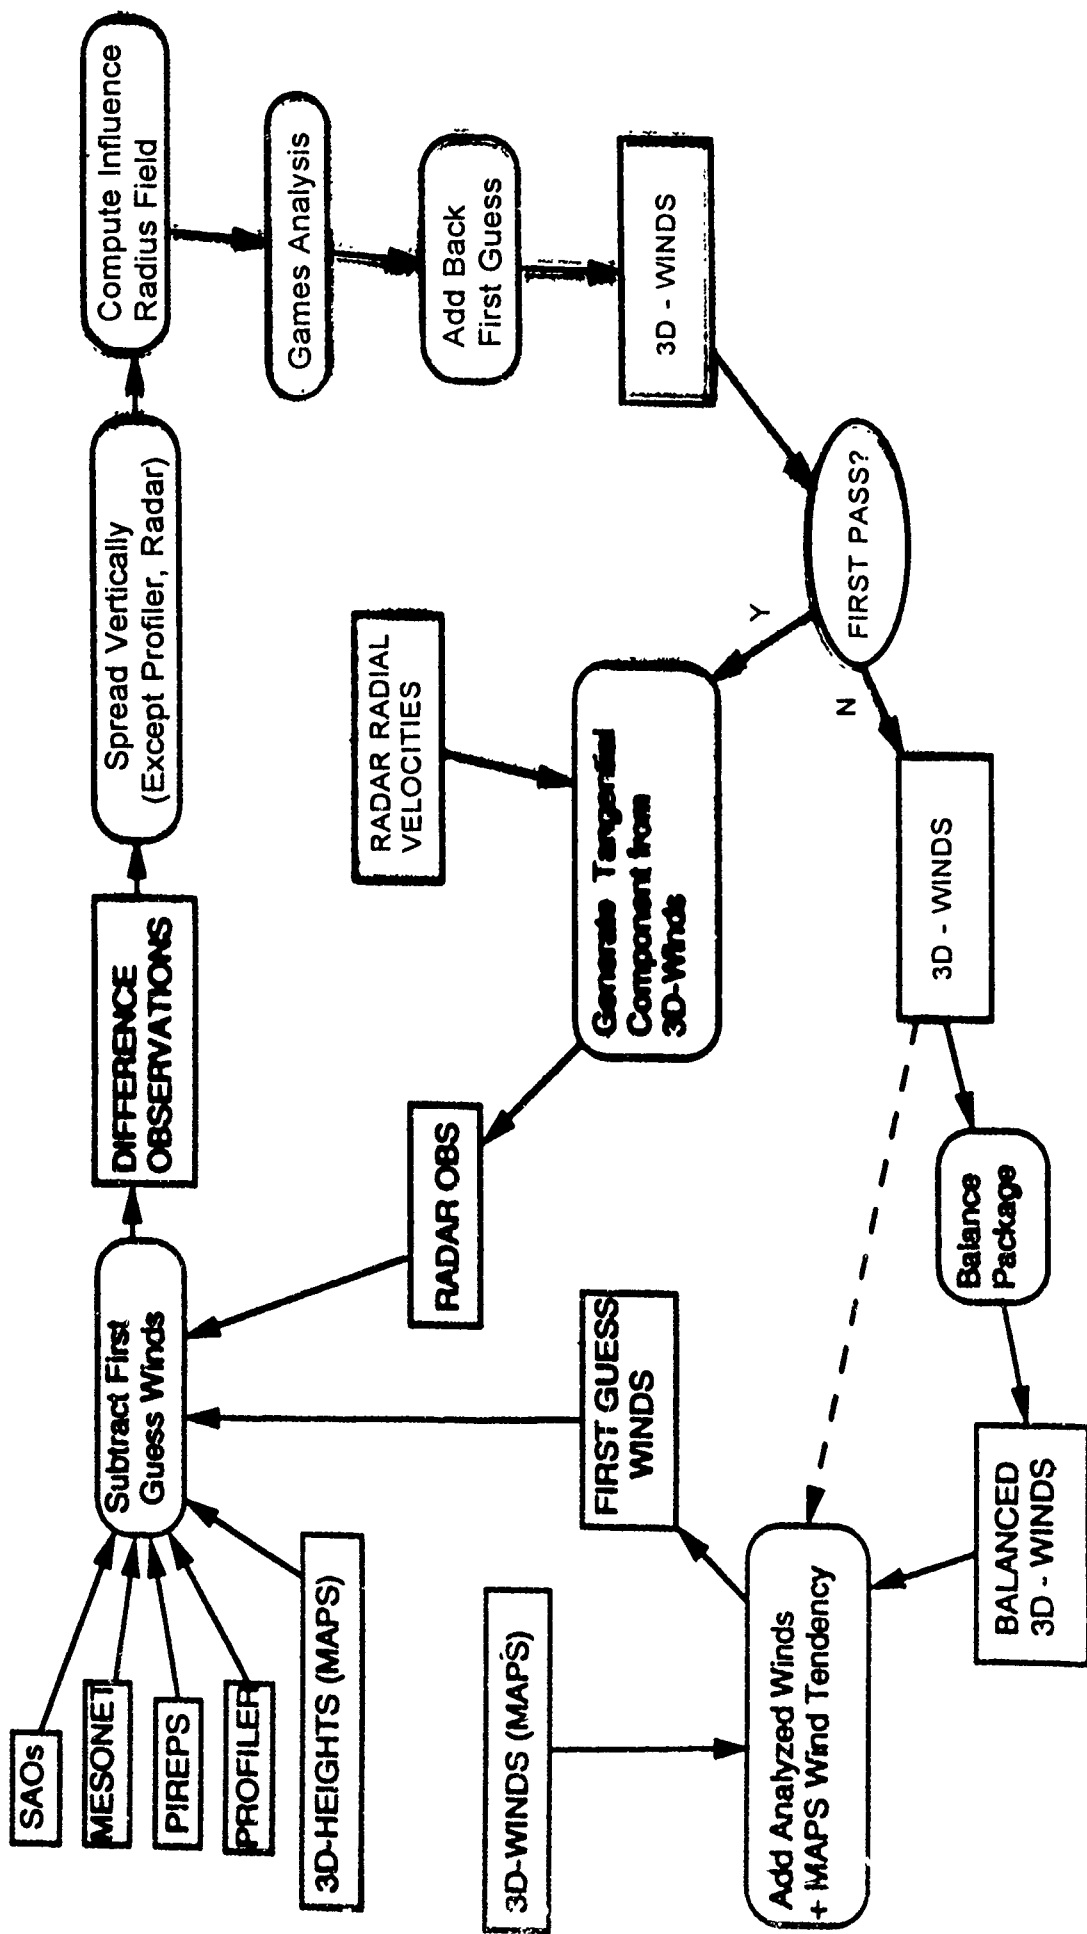 SAOs
MESONET
PIREPS
PROFILER
3D-HEIGHTS (MAPS)
Subtract First
Guess Winds
DIFFERENCE
OBSERVATIONS
Spread Vertically
(Except Profiler, Radar)
Compute Influence
Radius Field
Games Analysis
Add Back
First Guess
3D - WINDS
FIRST PASS?
Y
N
RADAR RADIAL
VELOCITIES
Generate Tangential
Component from
3D-Winds
RADAR OBS
FIRST GUESS
WINDS
3D-WINDS (MAPS)
Add Analyzed Winds
+ MAPS Wind Tendency
3D - WINDS
Balance
Package
BALANCED
3D - WINDS